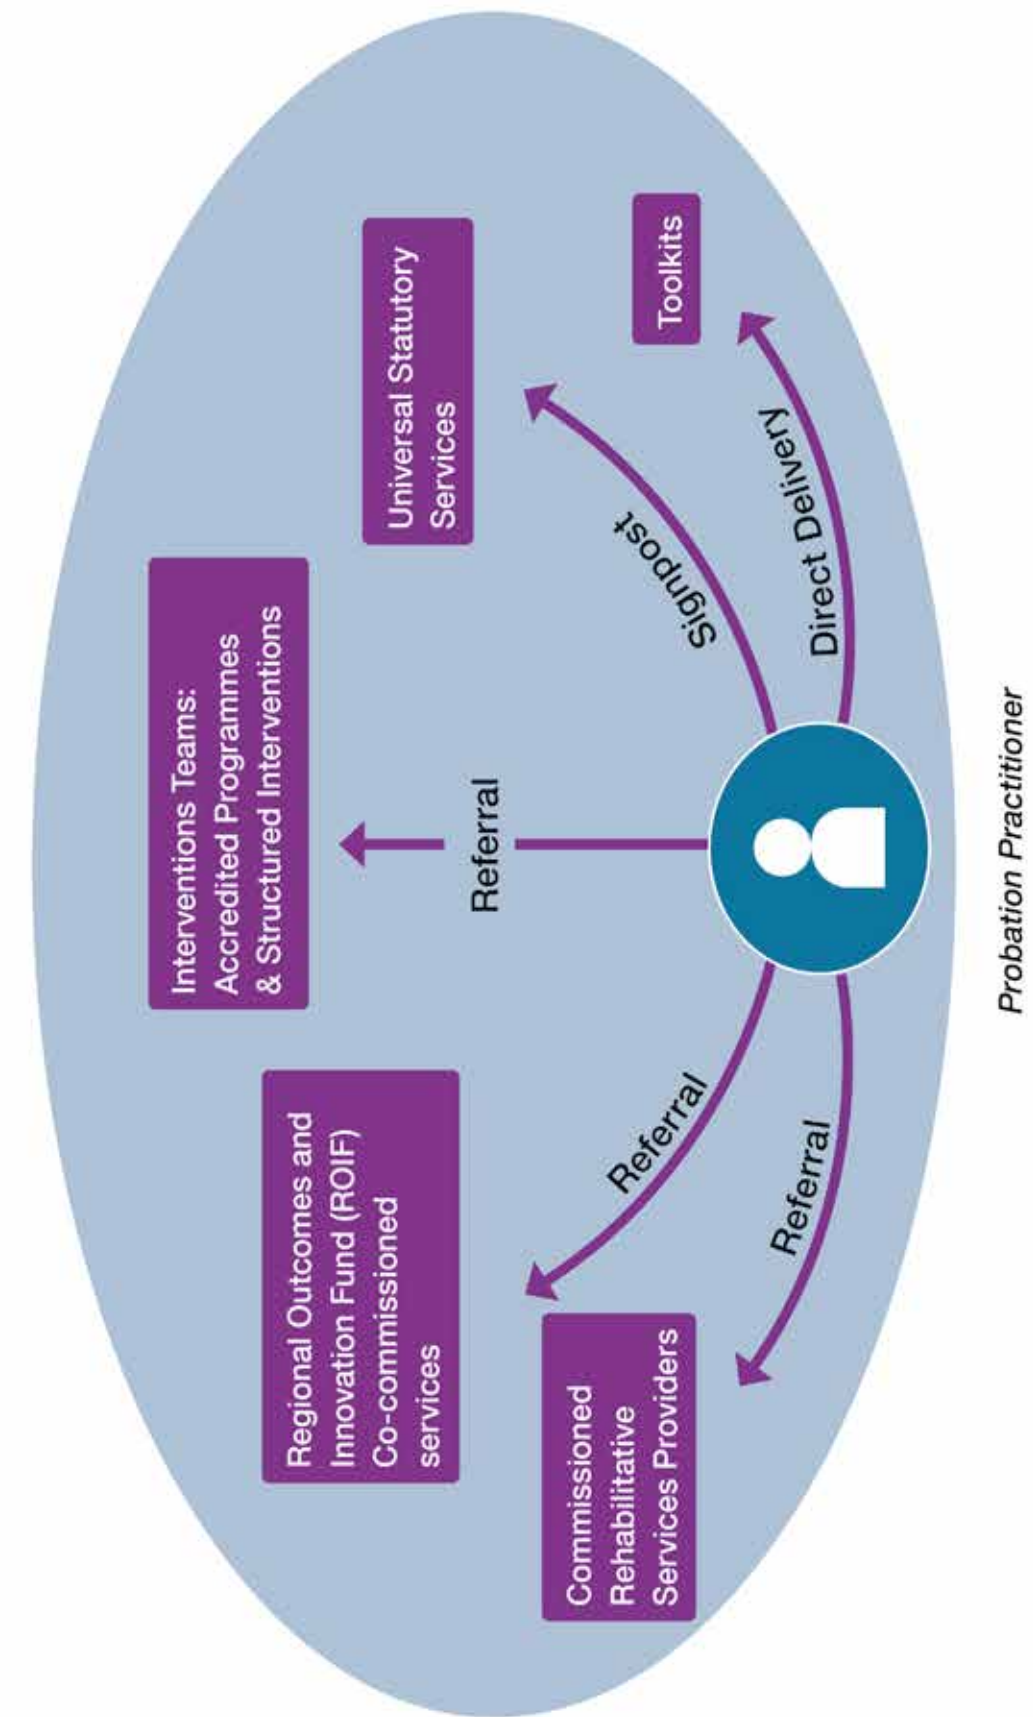 Interventions Teams:
Accredited Programmes
& Structured Interventions
Regional Outcomes and
Innovation Fund (ROIF)
Co-commissioned
services
Universal Statutory
Services
Commissioned
Rehabilitative
Services Providers
Toolkits
Referral
Referral
Referral
Signpost
Direct Delivery
Probation Practitioner